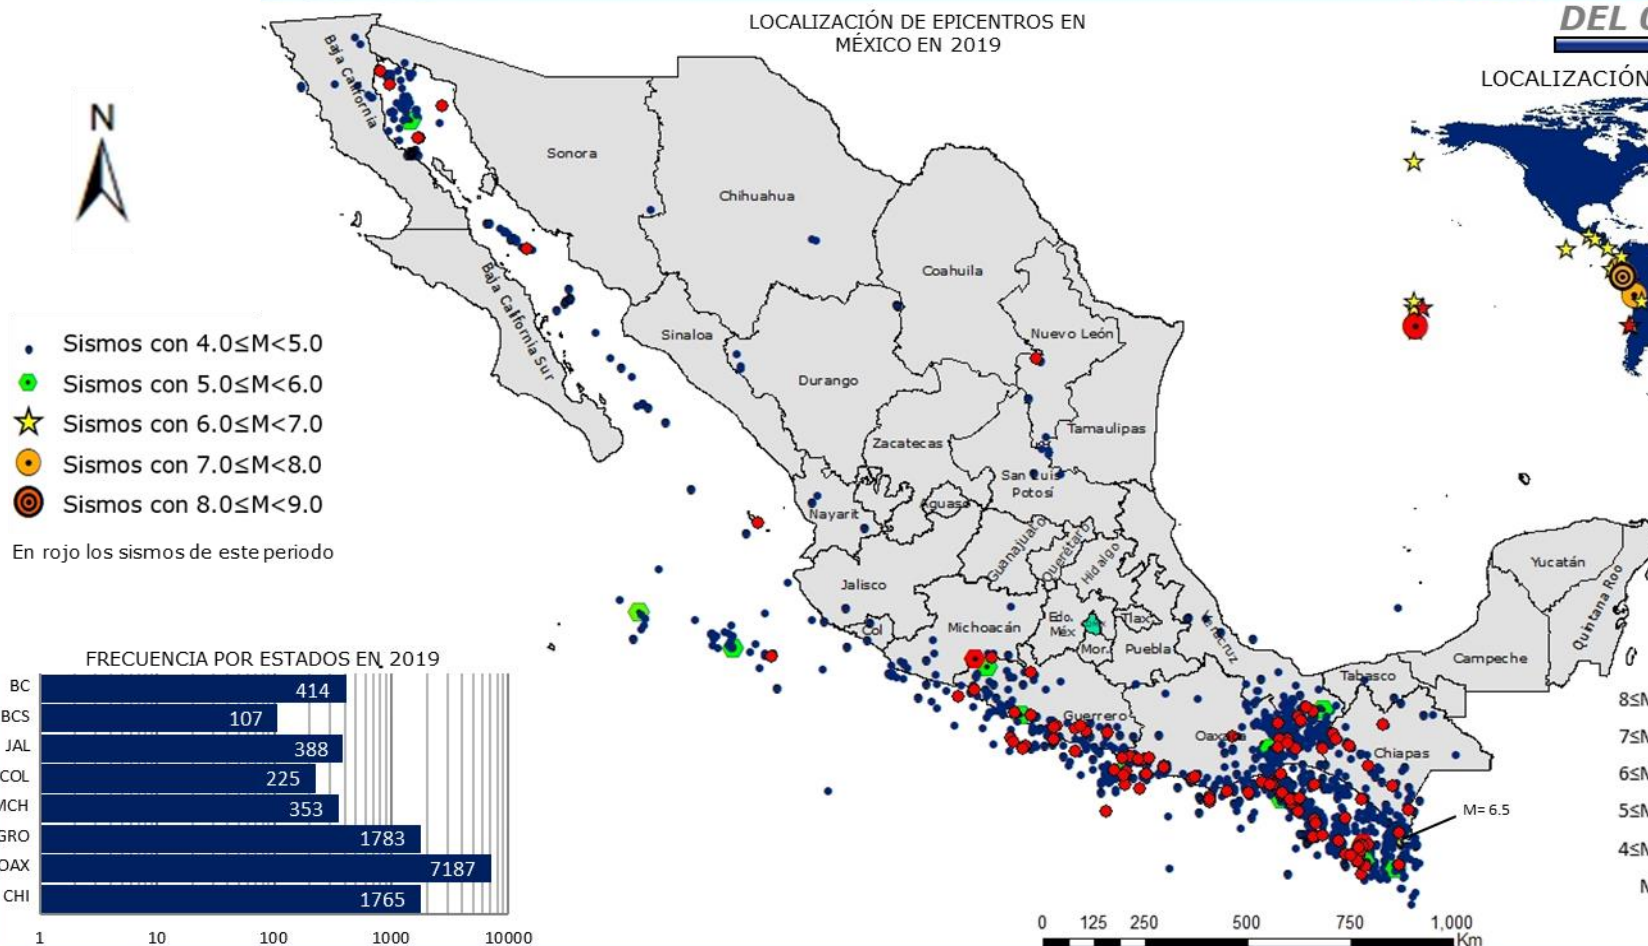 LOCALIZACIÓN DE EPICENTROS EN
MÉXICO EN 2019
DEL
LOCALIZACIÓN
N
Baja California
Sonora
Chihuahua
Coahuila
Baja California Sur
Sinaloa
Nuevo León
Durango
Tamaulipas
Zacatecas
San Luis
Potosí
Nayarit
Aguasc
Guanajuato
Querétaro
Hidalgo
Jalisco
Yucatán
Quintana Roo
Campeche
Col
Michoacán
Edo.
Méx
Tlax.
Mor.
Puebla
Veracruz
Tabasco
Guerrero
Oaxaca
Chiapas
M= 6.5
Sismos con 4.0≤M<5.0
Sismos con 5.0≤M<6.0
Sismos con 6.0≤M<7.0
Sismos con 7.0≤M<8.0
Sismos con 8.0≤M<9.0
En rojo los sismos de este periodo
FRECUENCIA POR ESTADOS EN 2019
BC 414
BCS 107
JAL 388
COL 225
MCH 353
GRO 1783
OAX 7187
CHI 1765
1 10 100 1000 10000
8≤M
7≤M
6≤M
5≤M
4≤M
0 125 250 500 750 1,000
Km